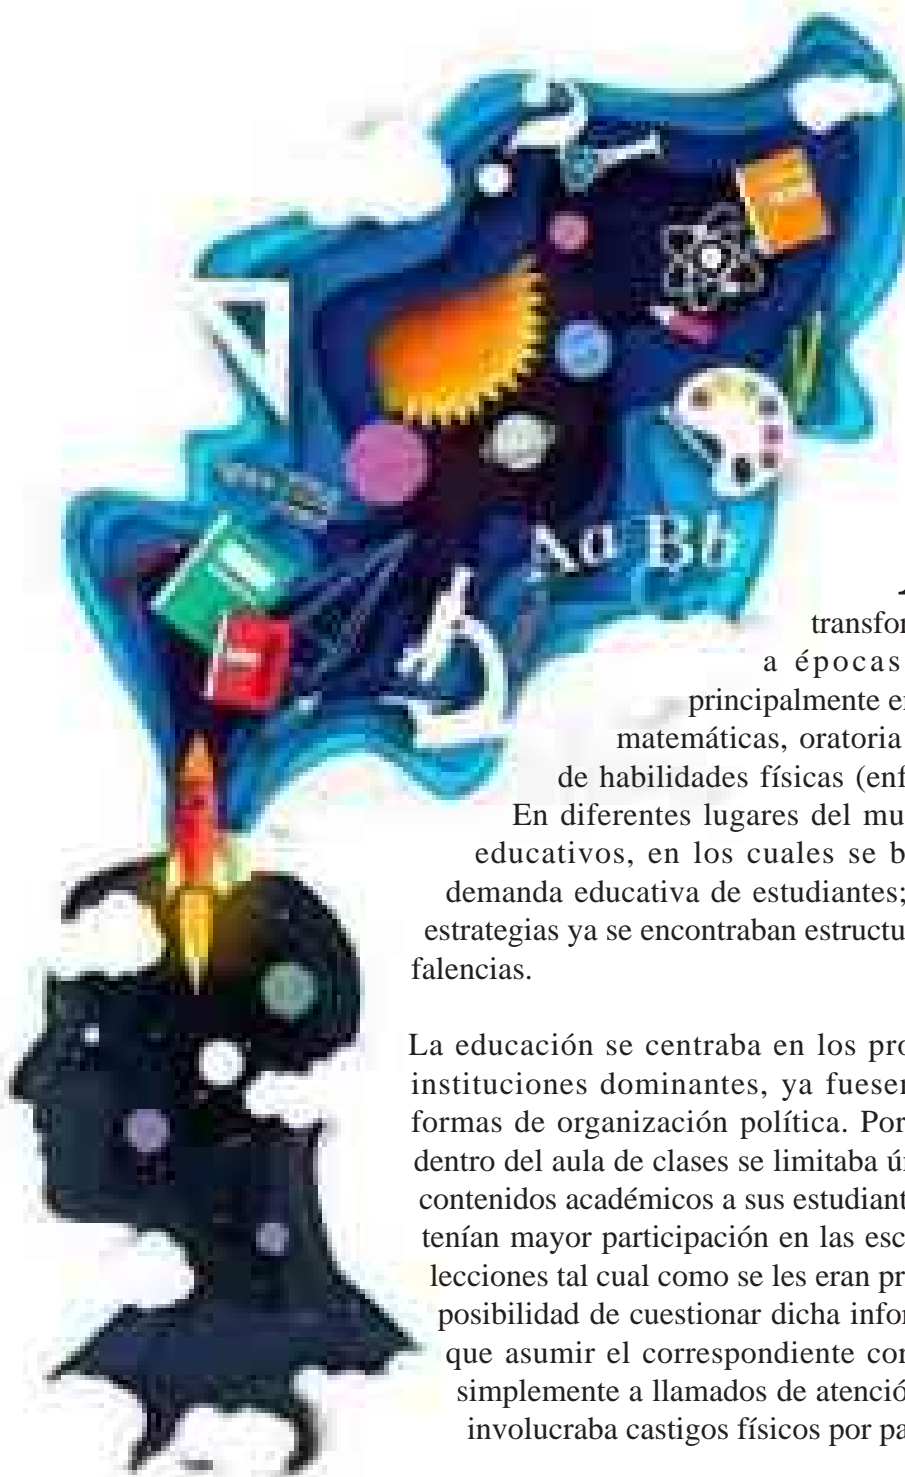 Aa Bb
transfor
a épocas
principalmente e
matemáticas, oratoria
de habilidades físicas (enf
En diferentes lugares del mu
educativos, en los cuales se b
demanda educativa de estudiantes;
estrategias ya se encontraban estructu
falencias.
La educación se centraba en los pro
instituciones dominantes, ya fuesen
formas de organización política. Por
dentro del aula de clases se limitaba ú
contenidos académicos a sus estudiant
tenían mayor participación en las esc
lecciones tal cual como se les eran pr
posibilidad de cuestionar dicha infor
que asumir el correspondiente con
simplemente a llamados de atenció
involucraba castigos físicos por pa